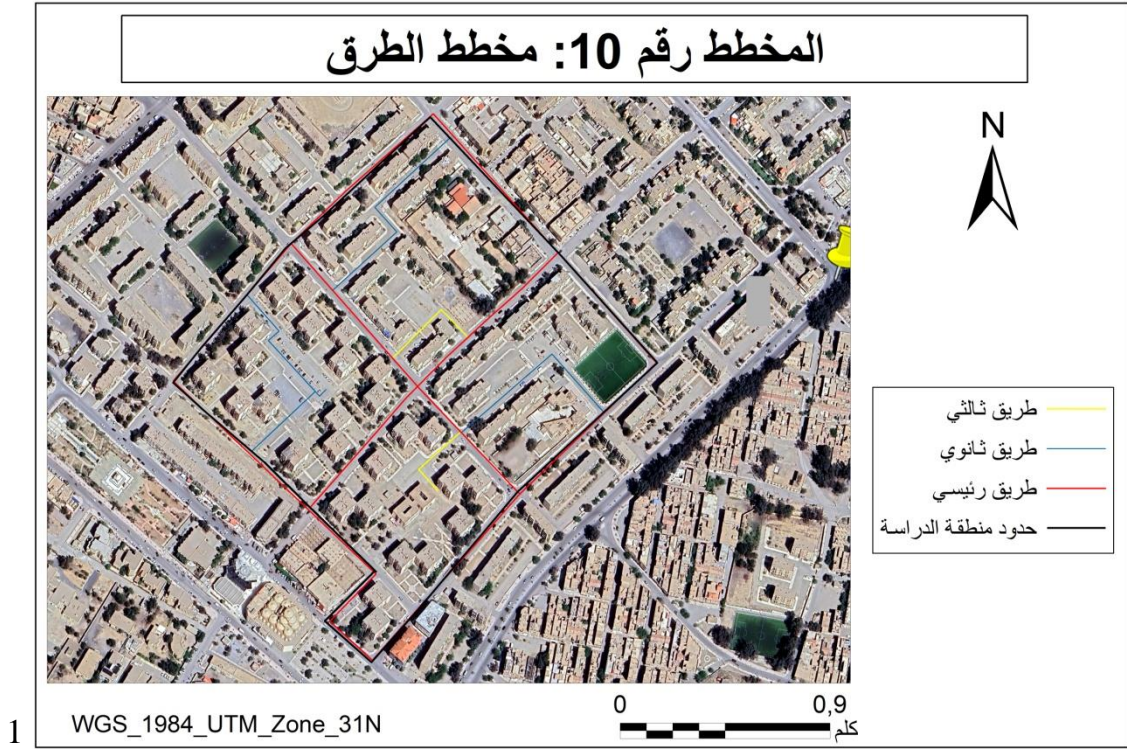 المخطط رقم 10: مخطط الطرق
N
طريق ثالثي
طريق ثانوي
طريق رئيسي
حدود منطقة الدراسة
0 0,9
كلم
WGS_1984_UTM_Zone_31N
1